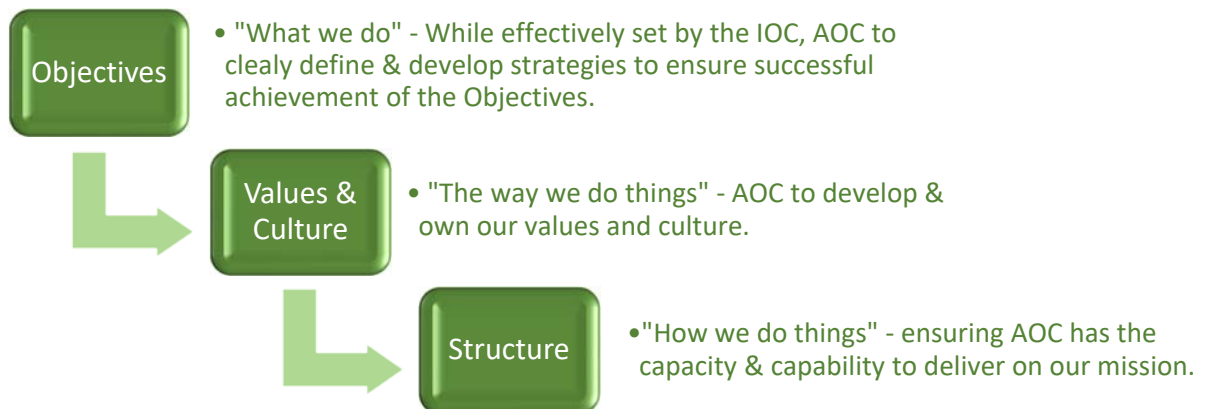 Objectives
• "What we do" - While effectively set by the IOC, AOC to
clealy define & develop strategies to ensure successful
achievement of the Objectives.
Values &
Culture
• "The way we do things" - AOC to develop &
own our values and culture.
Structure
•"How we do things" - ensuring AOC has the
capacity & capability to deliver on our mission.